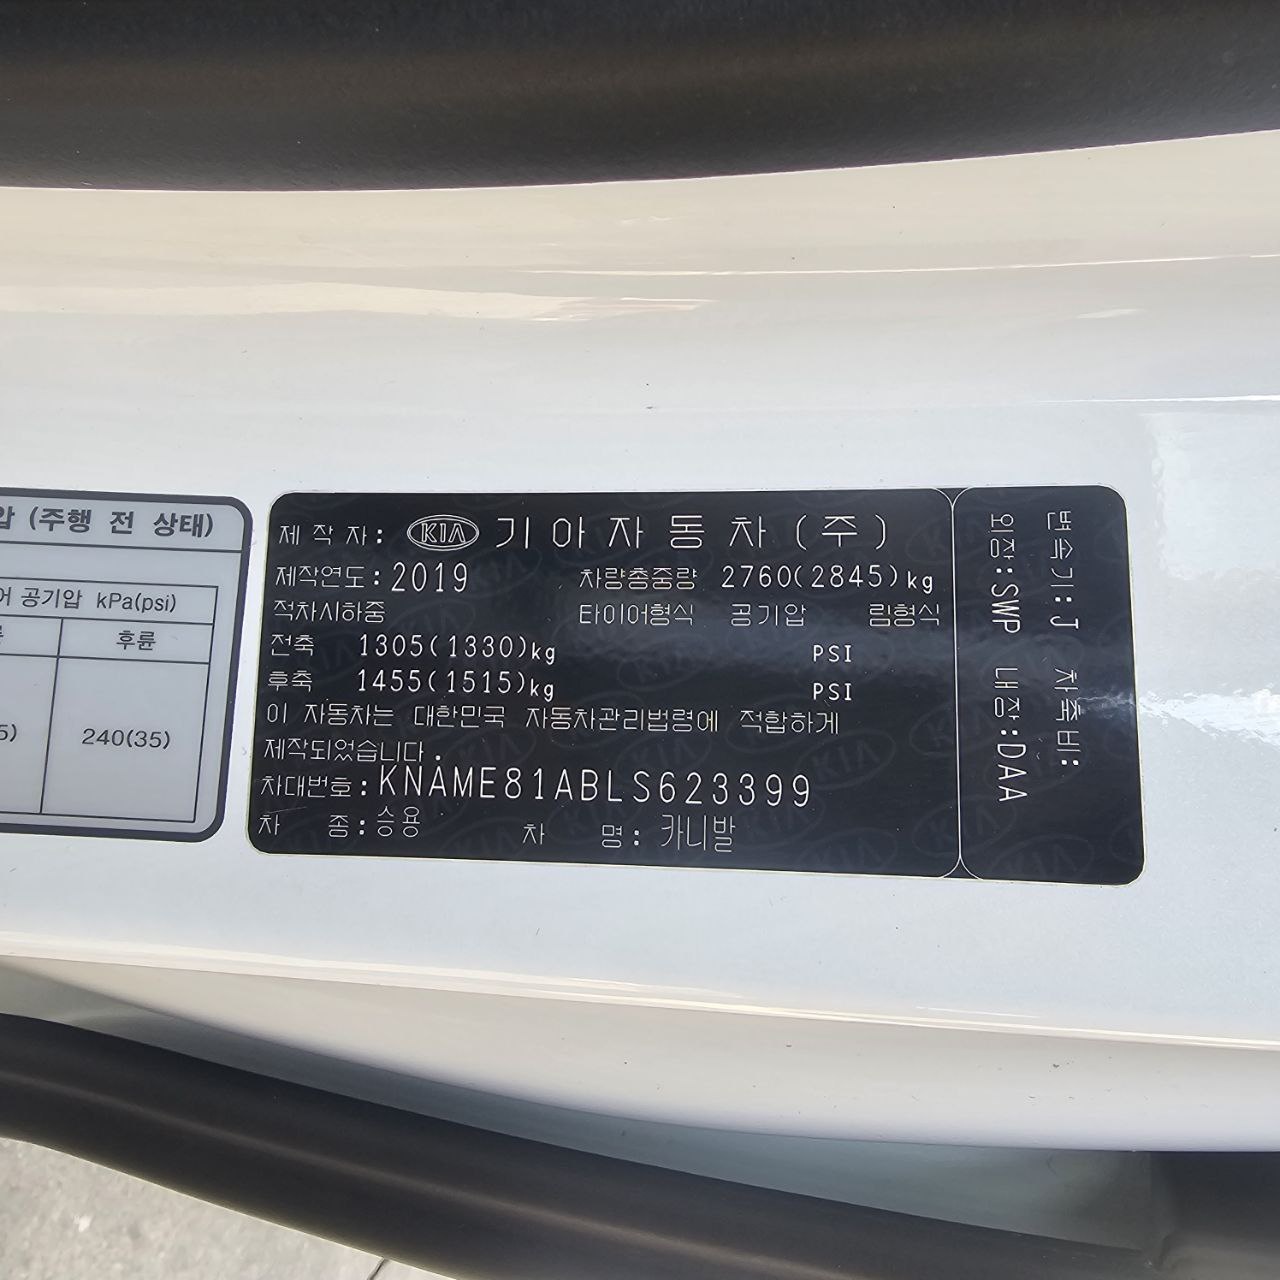 압 (주행 전 상태)
어 공기압 kPa(psi)
후륜
5)
240(35)
제 작 자: KIA 기아자동차(주)
제작연도: 2019 차량총중량 2760(2845)kg
적차시하중 타이어형식 공기압 림형식
전축 1305(1330)kg PSI
후축 1455(1515)kg PSI
이 자동차는 대한민국 자동차관리법령에 적합하게
제작되었습니다.
차대번호: KNAME81ABLS623399
차 종: 승용 차 명: 카니발
변속기: J 차축비:
외장: SWP 내장: DAA